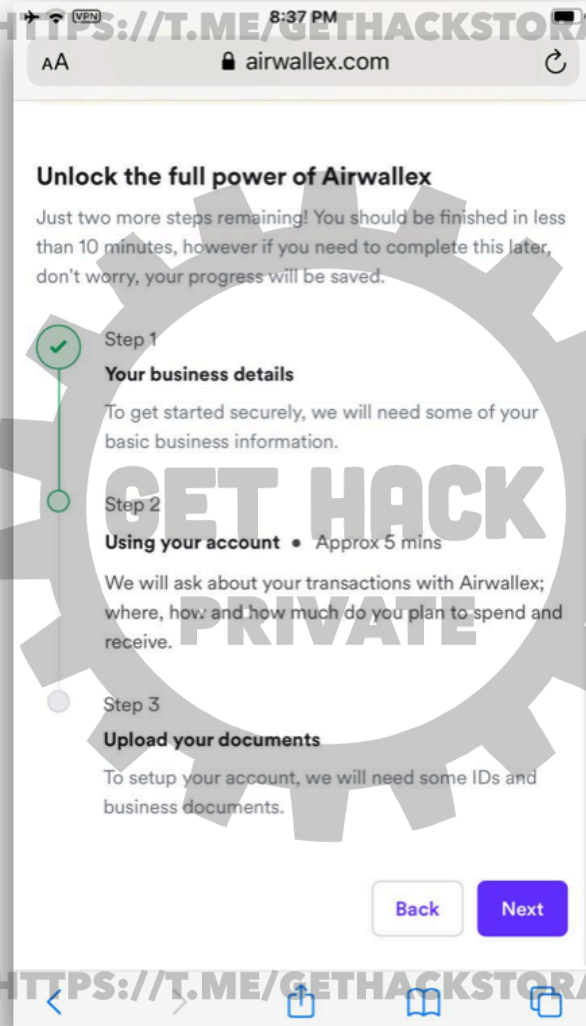 HTTPS://T.ME/GETHACKSTORA
VPN
8:37 PM
AA
airwallex.com
Unlock the full power of Airwallex
Just two more steps remaining! You should be finished in less
than 10 minutes, however if you need to complete this later,
don't worry, your progress will be saved.
Step 1
Your business details
To get started securely, we will need some of your
basic business information.
GET HACK
Step 2
Using your account • Approx 5 mins
We will ask about your transactions with Airwallex;
where, how and how much do you plan to spend and
receive.
PRIVATE
Step 3
Upload your documents
To setup your account, we will need some IDs and
business documents.
Back
Next
HTTPS://T.ME/GETHACKSTORA